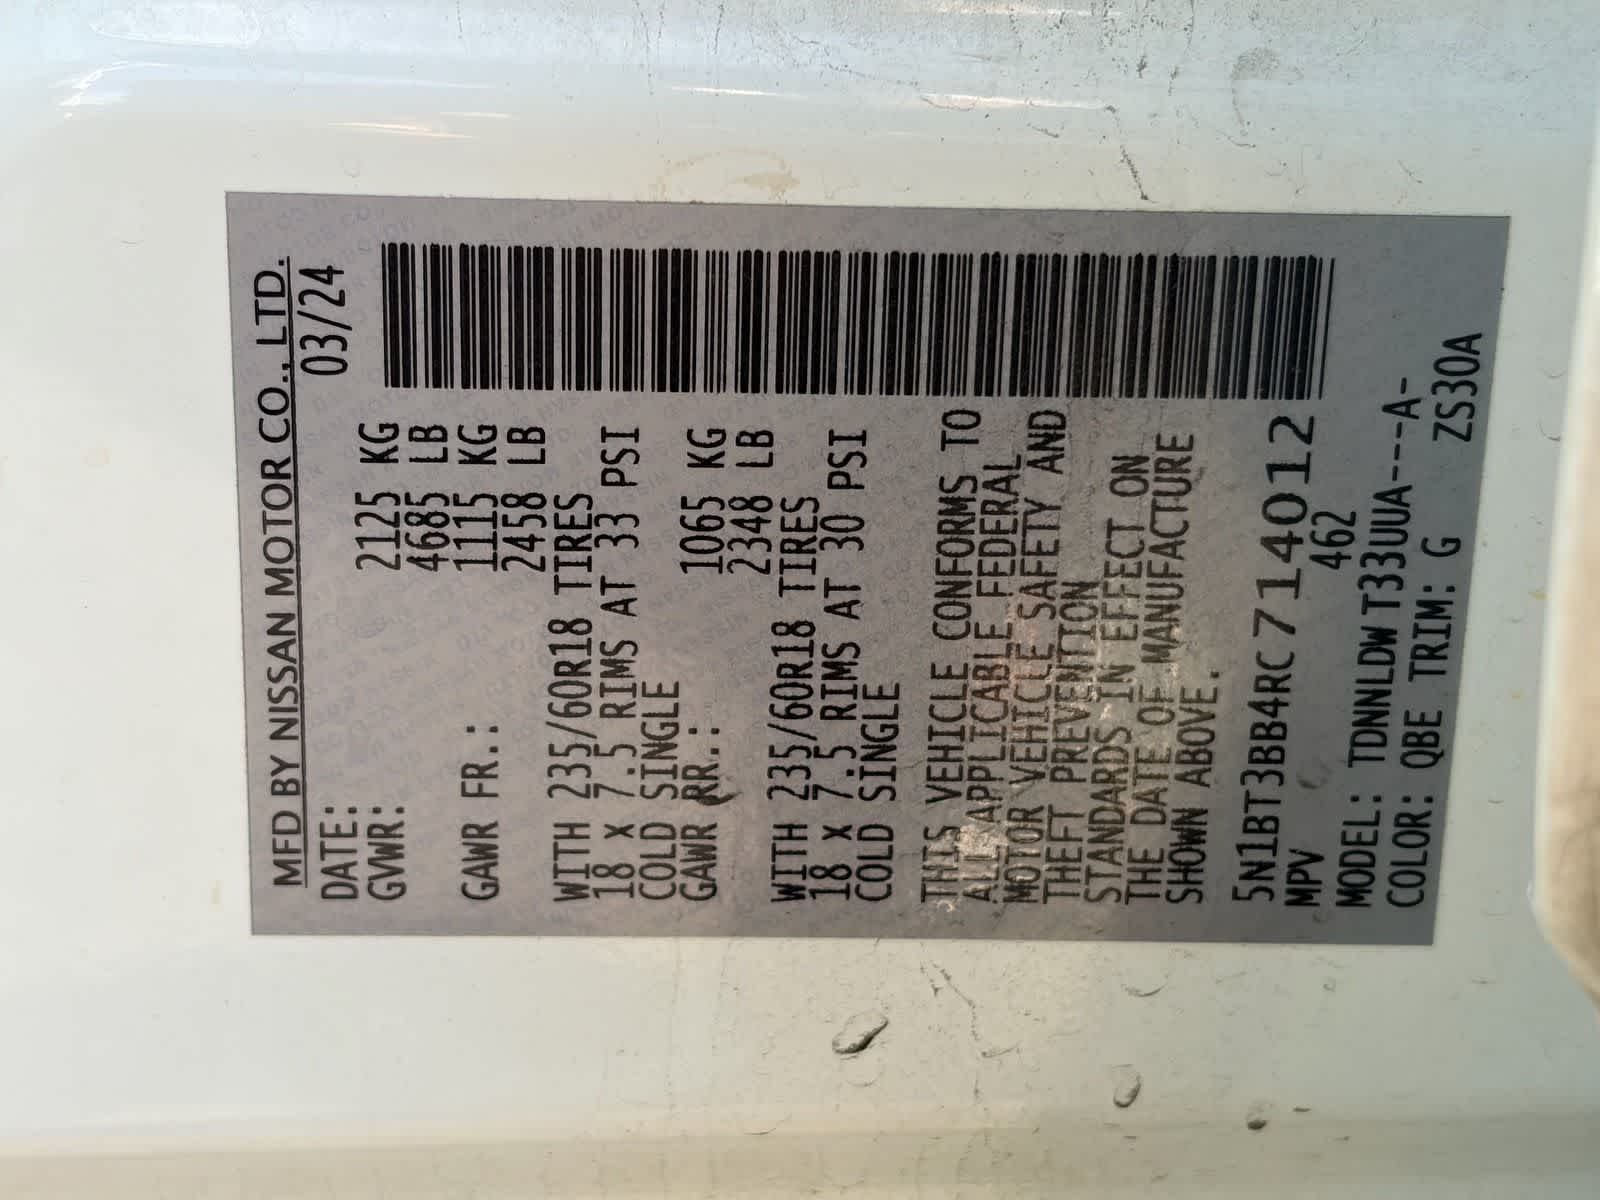 MFD BY NISSAN MOTOR CO., LTD.
DATE: 03/24
GVWR: 2125 KG
4685 LB
GAWR FR.: 1115 KG
2458 LB
WITH 235/60R18 TIRES
18 x 7.5 RIMS AT 33 PSI
COLD SINGLE
GAWR RR.: 1065 KG
2348 LB
WITH 235/60R18 TIRES
18 x 7.5 RIMS AT 30 PSI
COLD SINGLE
THIS VEHICLE CONFORMS TO
ALL APPLICABLE FEDERAL
MOTOR VEHICLE SAFETY AND
THEFT PREVENTION
STANDARDS IN EFFECT ON
THE DATE OF MANUFACTURE
SHOWN ABOVE.
5N1BT3BB4RC714012
MPV 462
MODEL: TDNNLDW T33UUA---A-
COLOR: QBE TRIM: G ZS30A